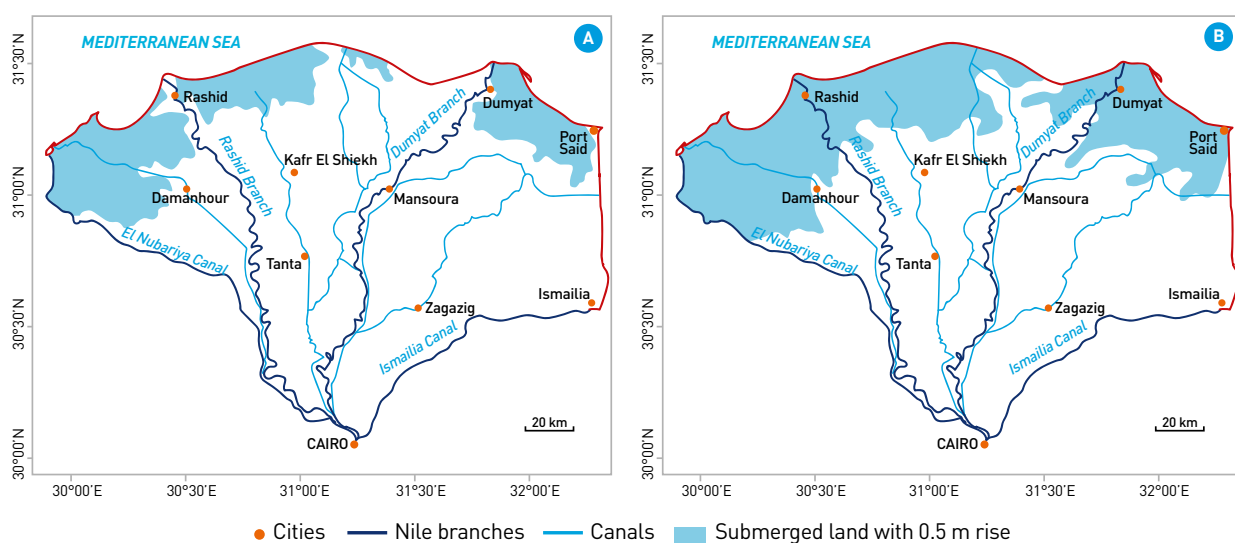 MEDITERRANEAN SEA
A
31°30'N
31°00'N
30°30'N
30°00'N
Rashid
Dumyat
Port
Said
Dumyat Branch
Rashid Branch
Kafr El Shiekh
Damanhour
Mansoura
El Nubariya Canal
Tanta
Zagazig
Ismailia
Ismailia Canal
20 km
CAIRO
30°00'E
30°30'E
31°00'E
31°30'E
32°00'E
MEDITERRANEAN SEA
B
31°30'N
31°00'N
30°30'N
30°00'N
Rashid
Dumyat
Port
Said
Dumyat Branch
Rashid Branch
Kafr El Shiekh
Damanhour
Mansoura
El Nubariya Canal
Tanta
Zagazig
Ismailia
Ismailia Canal
20 km
CAIRO
30°00'E
30°30'E
31°00'E
31°30'E
32°00'E
Cities
Nile branches
Canals
Submerged land with 0.5 m rise